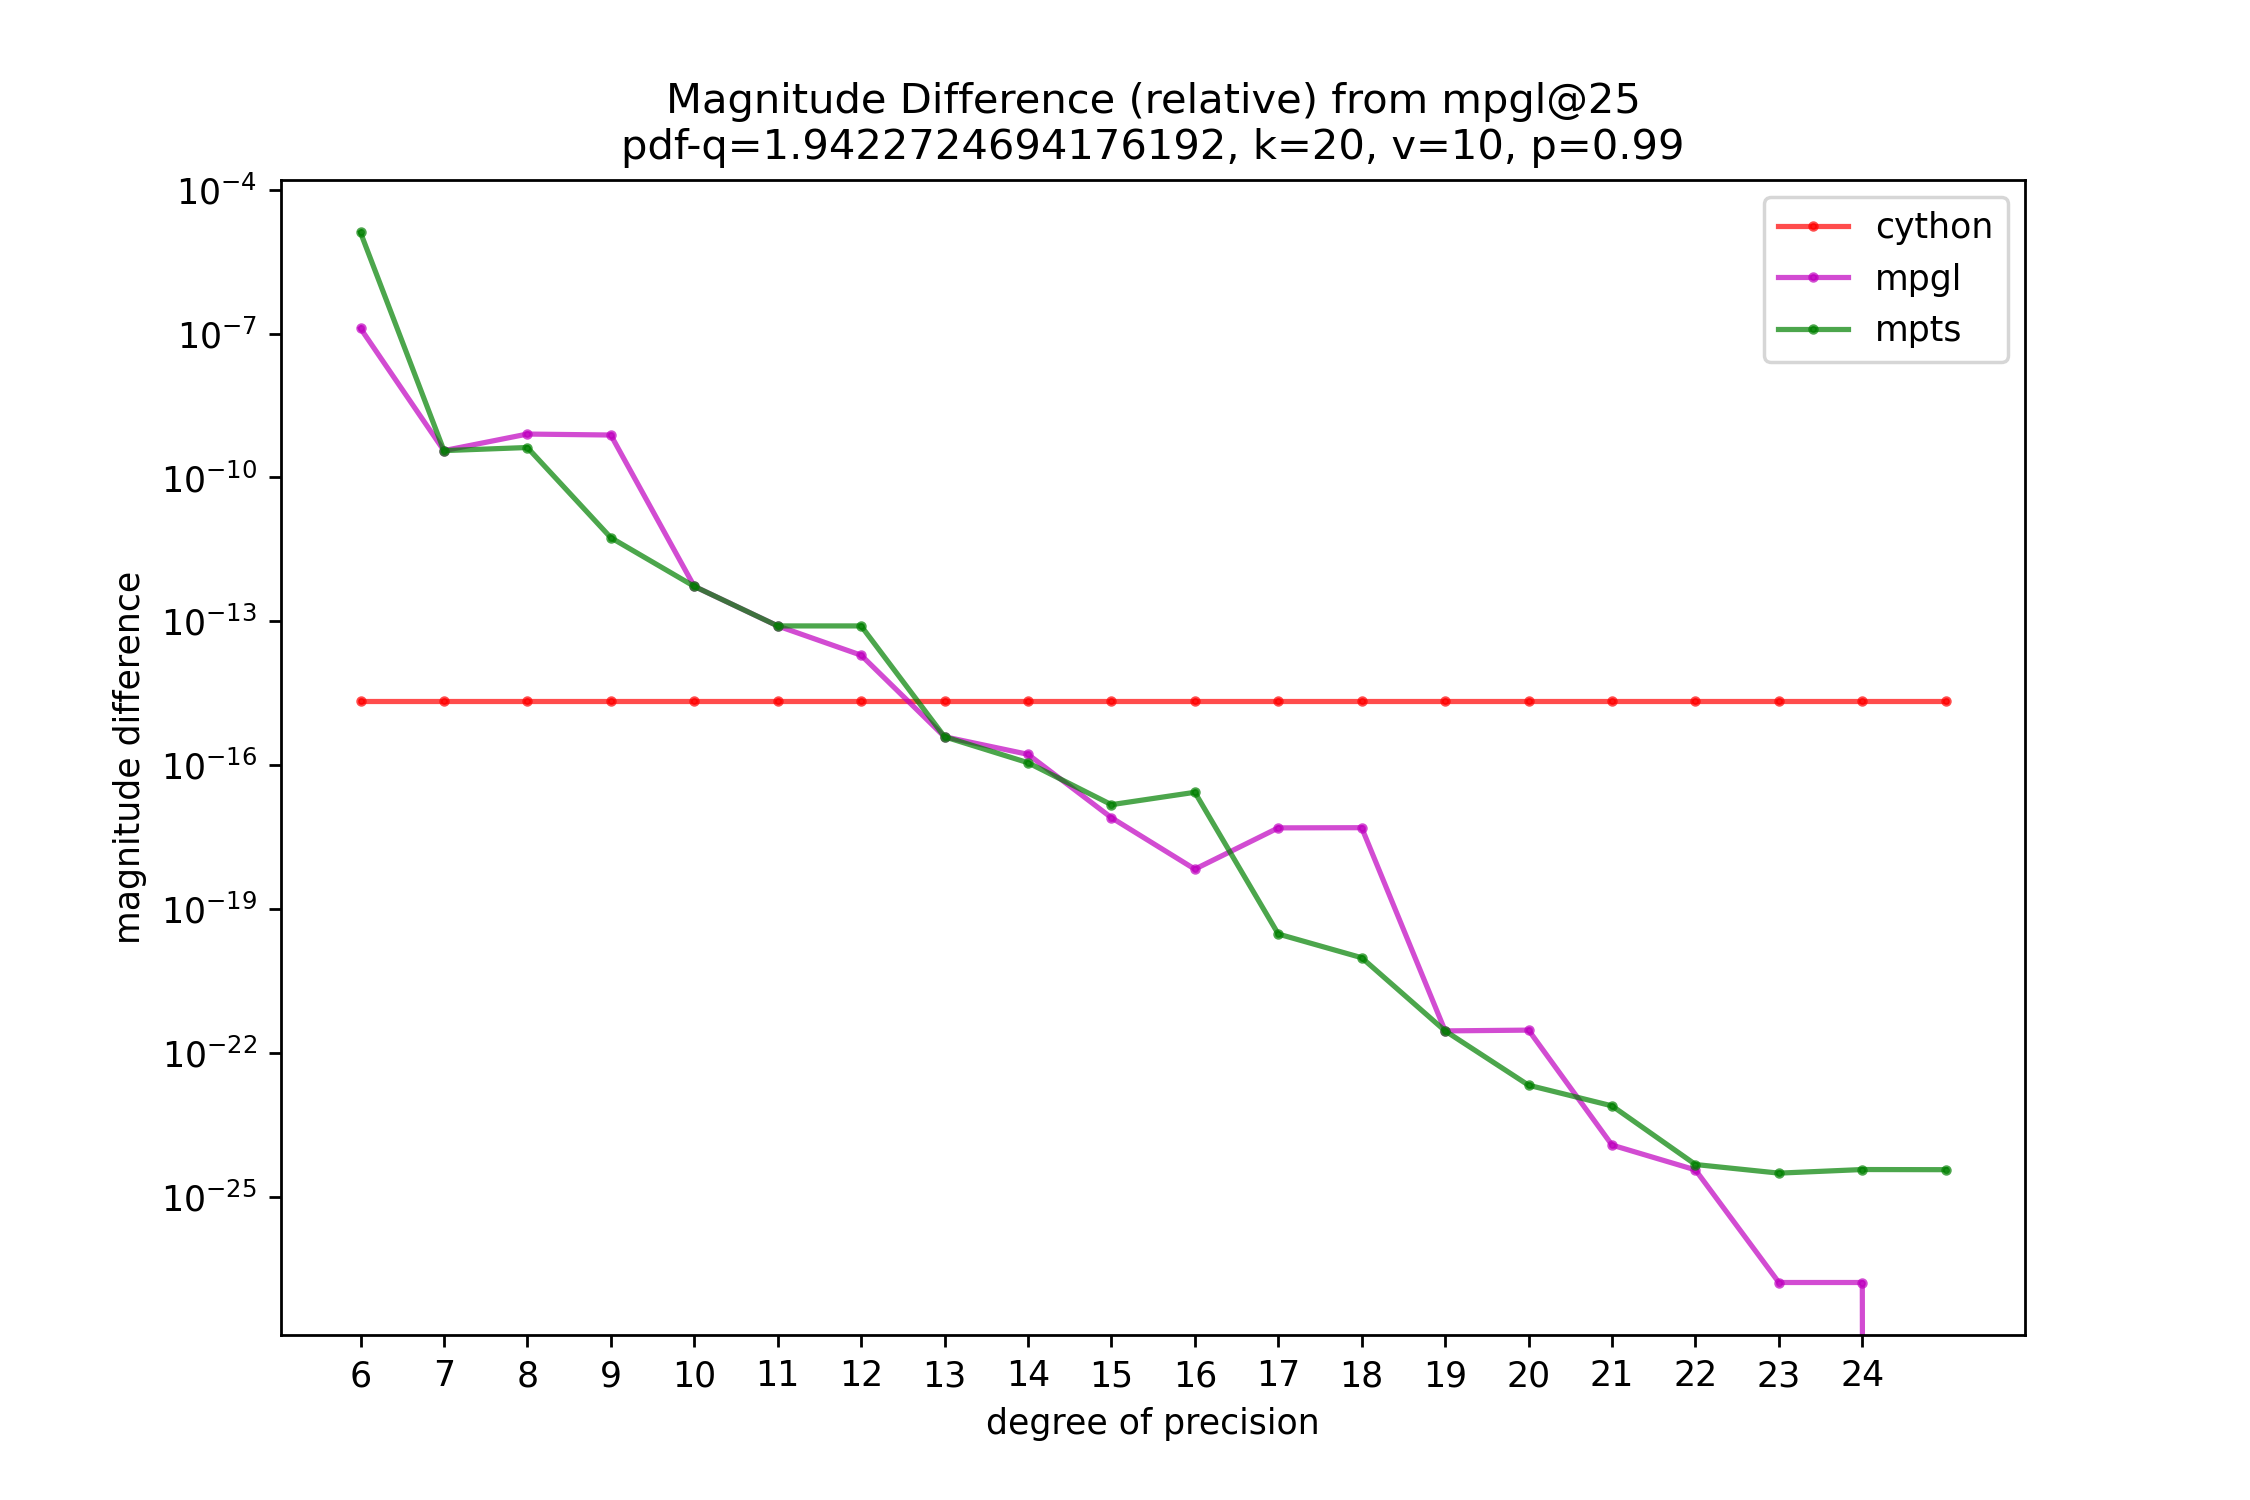 Magnitude Difference (relative) from mpgl@25
pdf-q=1.9422724694176192, k=20, v=10, p=0.99
cython
mpgl
mpts
magnitude difference
10⁻⁴
10⁻⁷
10⁻¹⁰
10⁻¹³
10⁻¹⁶
10⁻¹⁹
10⁻²²
10⁻²⁵
6 7 8 9 10 11 12 13 14 15 16 17 18 19 20 21 22 23 24
degree of precision